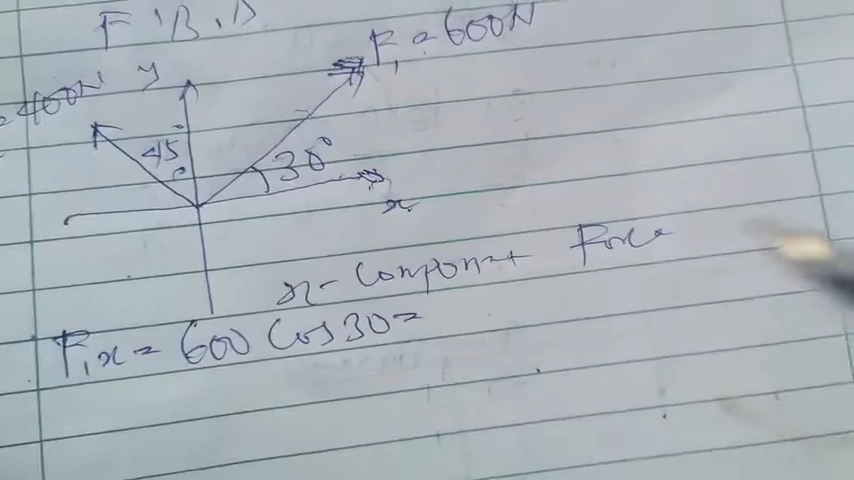 F.B.D
F₁ = 600N
= 400N
y
45°
30°
x
x-component Force
F₁x = 600 Cos30=